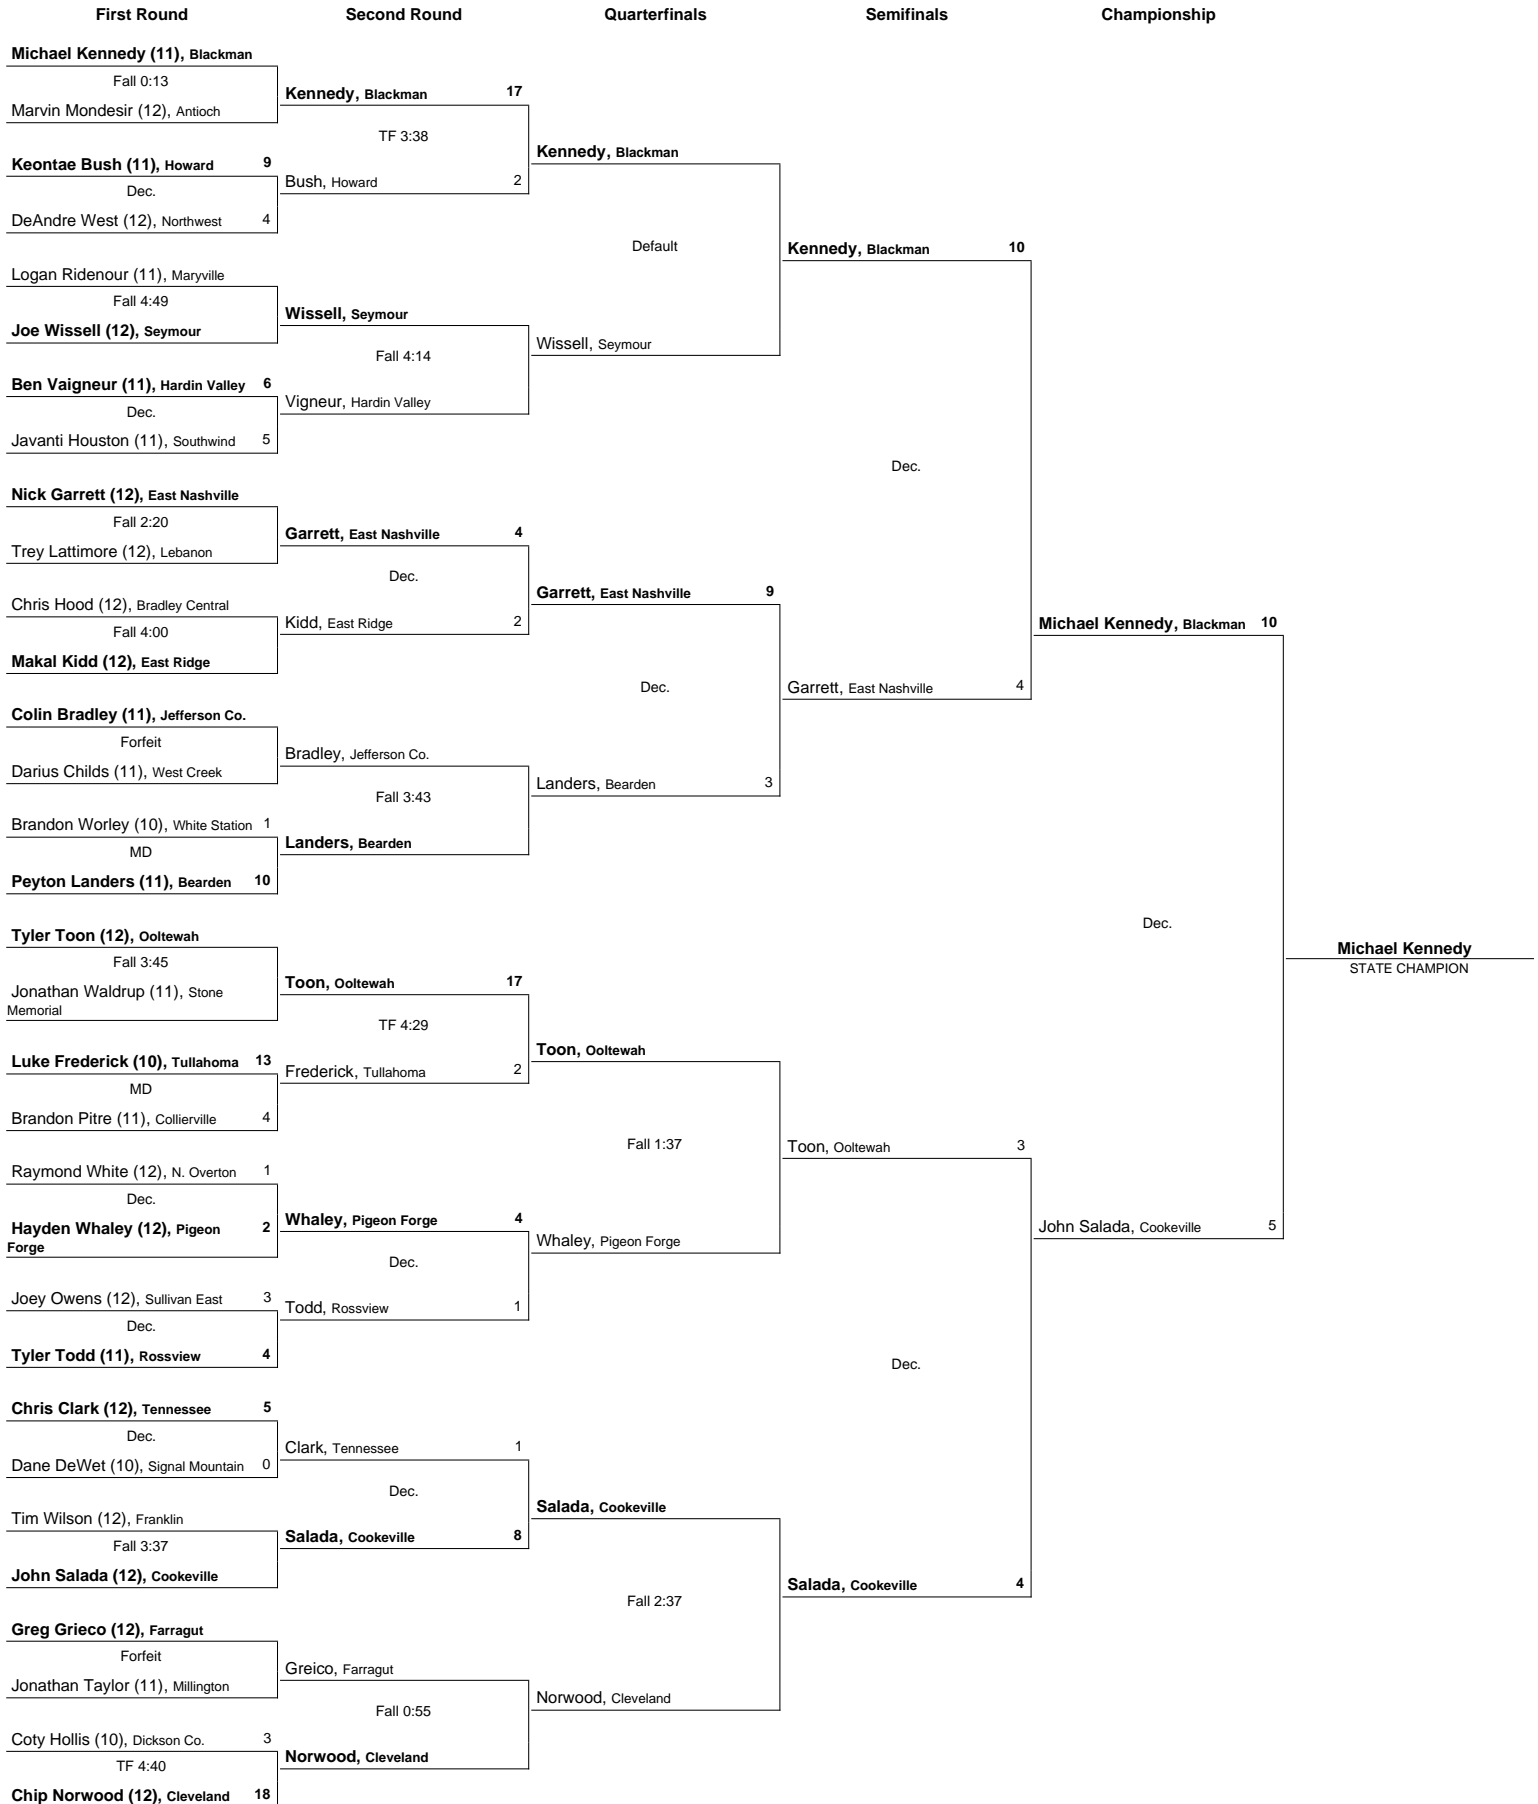 First Round
Second Round
Quarterfinals
Semifinals
Championship
Michael Kennedy (11), Blackman
Fall 0:13
Marvin Mondesir (12), Antioch
Keontae Bush (11), Howard 9
Dec.
DeAndre West (12), Northwest 4
Logan Ridenour (11), Maryville
Fall 4:49
Joe Wissell (12), Seymour
Ben Vaigneur (11), Hardin Valley 6
Dec.
Javanti Houston (11), Southwind 5
Nick Garrett (12), East Nashville
Fall 2:20
Trey Lattimore (12), Lebanon
Chris Hood (12), Bradley Central
Fall 4:00
Makal Kidd (12), East Ridge
Colin Bradley (11), Jefferson Co.
Forfeit
Darius Childs (11), West Creek
Brandon Worley (10), White Station 1
MD
Peyton Landers (11), Bearden 10
Tyler Toon (12), Ooltewah
Fall 3:45
Jonathan Waldrup (11), Stone
Memorial
Luke Frederick (10), Tullahoma 13
MD
Brandon Pitre (11), Collierville 4
Raymond White (12), N. Overton 1
Dec.
Hayden Whaley (12), Pigeon 2
Forge
Joey Owens (12), Sullivan East 3
Dec.
Tyler Todd (11), Rossview 4
Chris Clark (12), Tennessee 5
Dec.
Dane DeWet (10), Signal Mountain 0
Tim Wilson (12), Franklin
Fall 3:37
John Salada (12), Cookeville
Greg Grieco (12), Farragut
Forfeit
Jonathan Taylor (11), Millington
Coty Hollis (10), Dickson Co. 3
TF 4:40
Chip Norwood (12), Cleveland 18
Kennedy, Blackman 17
TF 3:38
Bush, Howard 2
Wissell, Seymour
Fall 4:14
Vigneur, Hardin Valley
Garrett, East Nashville 4
Dec.
Kidd, East Ridge 2
Bradley, Jefferson Co.
Fall 3:43
Landers, Bearden
Toon, Ooltewah 17
TF 4:29
Frederick, Tullahoma 2
Whaley, Pigeon Forge 4
Dec.
Todd, Rossview 1
Clark, Tennessee 1
Dec.
Salada, Cookeville 8
Greico, Farragut
Fall 0:55
Norwood, Cleveland
Kennedy, Blackman
Default
Wissell, Seymour
Garrett, East Nashville 9
Dec.
Landers, Bearden 3
Toon, Ooltewah
Fall 1:37
Whaley, Pigeon Forge
Salada, Cookeville
Fall 2:37
Norwood, Cleveland
Kennedy, Blackman 10
Dec.
Garrett, East Nashville 4
Toon, Ooltewah 3
Dec.
Salada, Cookeville 4
Michael Kennedy, Blackman 10
Dec.
John Salada, Cookeville 5
Michael Kennedy
STATE CHAMPION